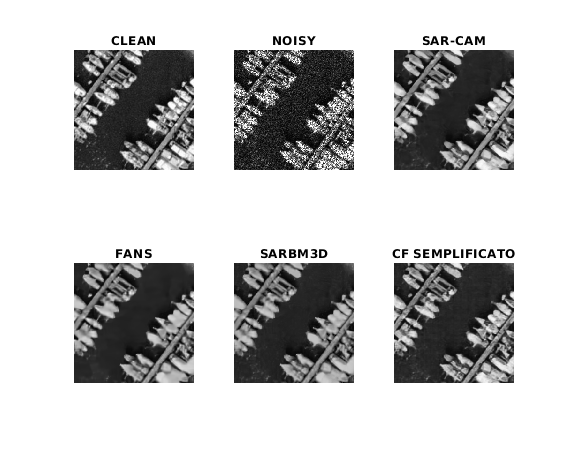 CLEAN
NOISY
SAR-CAM
FANS
SARBM3D
CF SEMPLIFICATO